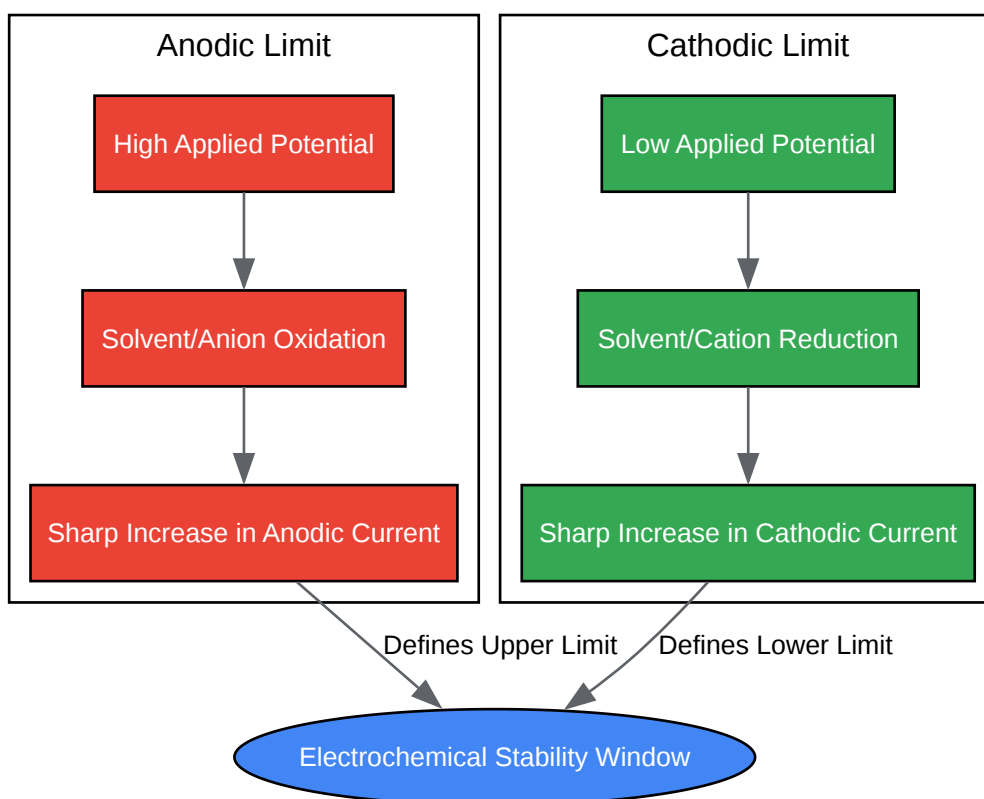 Anodic Limit
High Applied Potential
Solvent/Anion Oxidation
Sharp Increase in Anodic Current
Cathodic Limit
Low Applied Potential
Solvent/Cation Reduction
Sharp Increase in Cathodic Current
Defines Upper Limit
Defines Lower Limit
Electrochemical Stability Window